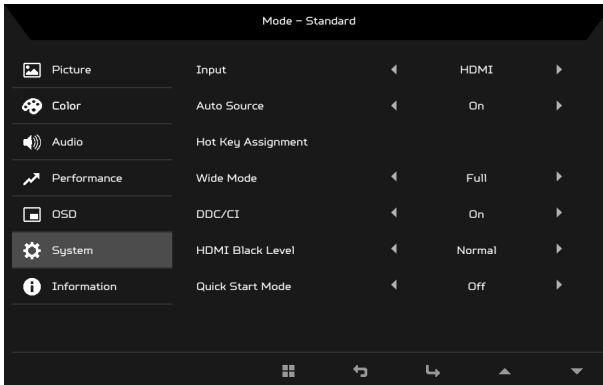 Mode – Standard
Picture
Input HDMI
Color
Auto Source On
Audio
Hot Key Assignment
Performance
Wide Mode Full
OSD
DDC/CI On
System
HDMI Black Level Normal
Information
Quick Start Mode Off